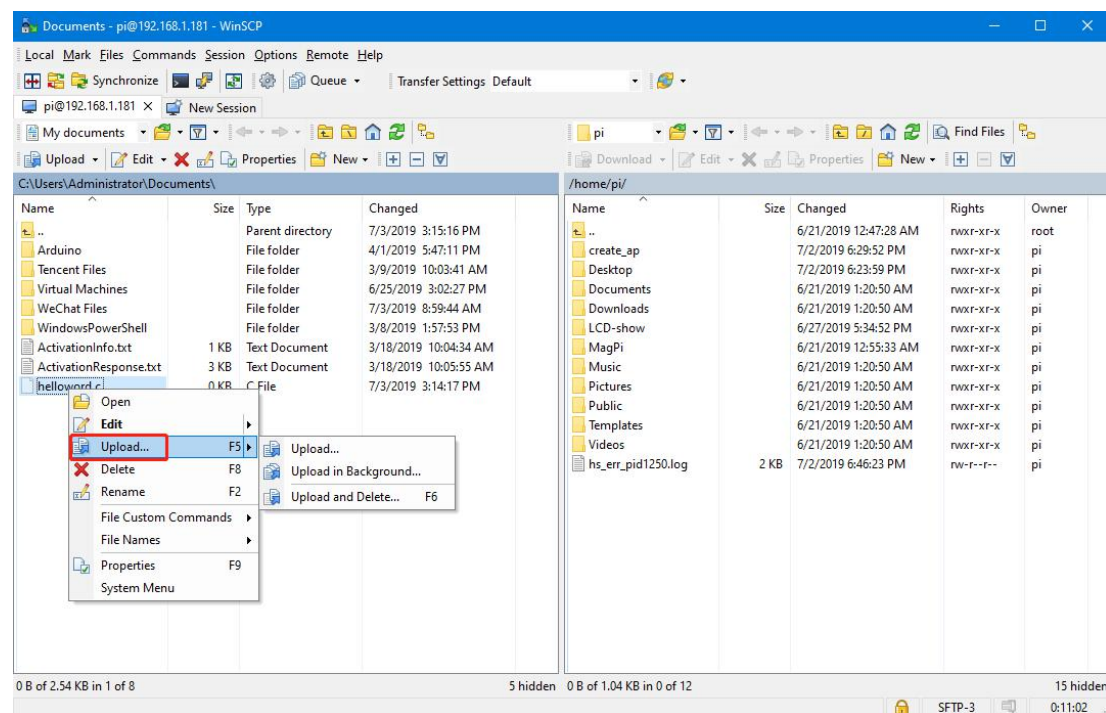 Documents - pi@192.168.1.181 - WinSCP
Local Mark Files Commands Session Options Remote Help
Synchronize Queue Transfer Settings Default
pi@192.168.1.181 New Session
My documents pi Find Files
Upload Edit Properties New Download Edit Properties New
C:\Users\Administrator\Documents\ /home/pi/
Name Size Type Changed Name Size Changed Rights Owner
.. Parent directory 7/3/2019 3:15:16 PM .. 6/21/2019 12:47:28 AM rwxr-xr-x root
Arduino File folder 4/1/2019 5:47:11 PM create_ap 7/2/2019 6:29:52 PM rwxr-xr-x pi
Tencent Files File folder 3/9/2019 10:03:41 AM Desktop 7/2/2019 6:23:59 PM rwxr-xr-x pi
Virtual Machines File folder 6/25/2019 3:02:27 PM Documents 6/21/2019 1:20:50 AM rwxr-xr-x pi
WeChat Files File folder 7/3/2019 8:59:44 AM Downloads 6/21/2019 1:20:50 AM rwxr-xr-x pi
WindowsPowerShell File folder 3/8/2019 1:57:53 PM LCD-show 6/27/2019 5:34:52 PM rwxr-xr-x pi
ActivationInfo.txt 1 KB Text Document 3/18/2019 10:04:34 AM MagPi 6/21/2019 12:55:33 AM rwxr-xr-x pi
ActivationResponse.txt 3 KB Text Document 3/18/2019 10:05:55 AM Music 6/21/2019 1:20:50 AM rwxr-xr-x pi
helloword.c 0 KB C File 7/3/2019 3:14:17 PM Pictures 6/21/2019 1:20:50 AM rwxr-xr-x pi
Open Public 6/21/2019 1:20:50 AM rwxr-xr-x pi
Edit Templates 6/21/2019 1:20:50 AM rwxr-xr-x pi
Upload... F5 Upload... Videos 6/21/2019 1:20:50 AM rwxr-xr-x pi
Delete F8 Upload in Background... hs_err_pid1250.log 2 KB 7/2/2019 6:46:23 PM rw-r--r-- pi
Rename F2 Upload and Delete... F6
File Custom Commands
File Names
Properties F9
System Menu
0 B of 2.54 KB in 1 of 8 5 hidden 0 B of 1.04 KB in 0 of 12 15 hidden
SFTP-3 0:11:02